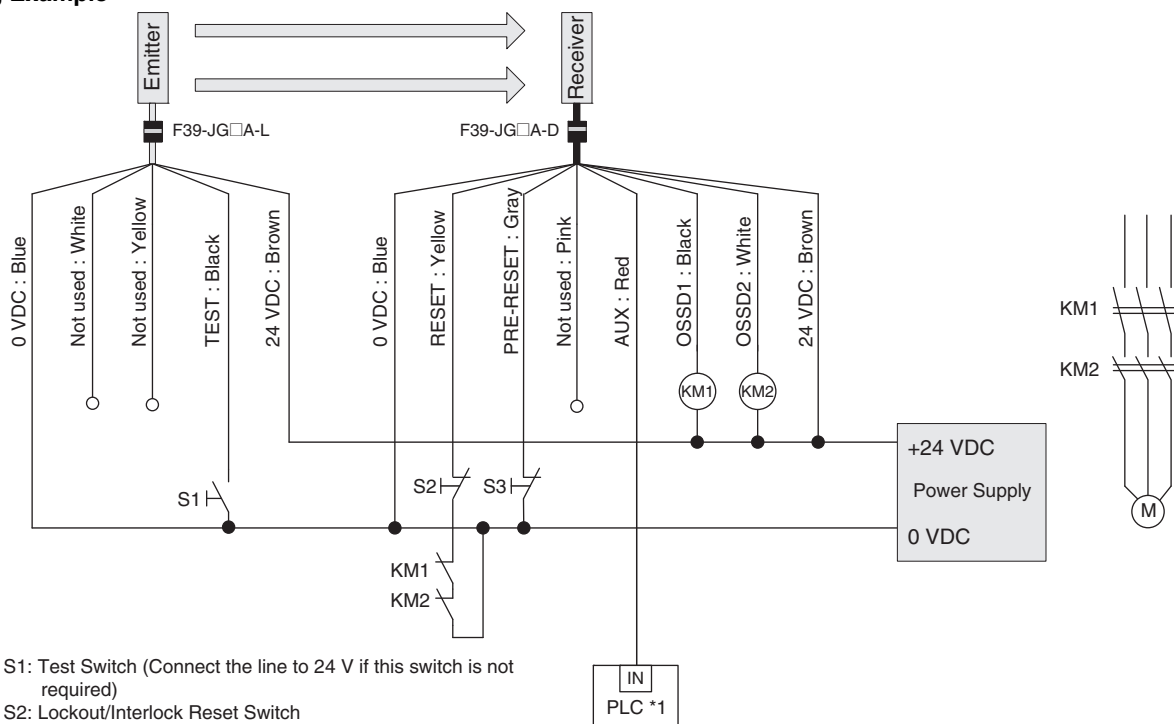 Example
Emitter
Receiver
F39-JG□A-L
F39-JG□A-D
0 VDC : Blue
Not used : White
Not used : Yellow
TEST : Black
24 VDC : Brown
0 VDC : Blue
RESET : Yellow
PRE-RESET : Gray
Not used : Pink
AUX : Red
OSSD1 : Black
OSSD2 : White
24 VDC : Brown
KM1
KM2
KM1
KM2
M
+24 VDC
Power Supply
0 VDC
S1
S2
S3
KM1
KM2
IN
PLC *1
S1: Test Switch (Connect the line to 24 V if this switch is not
required)
S2: Lockout/Interlock Reset Switch